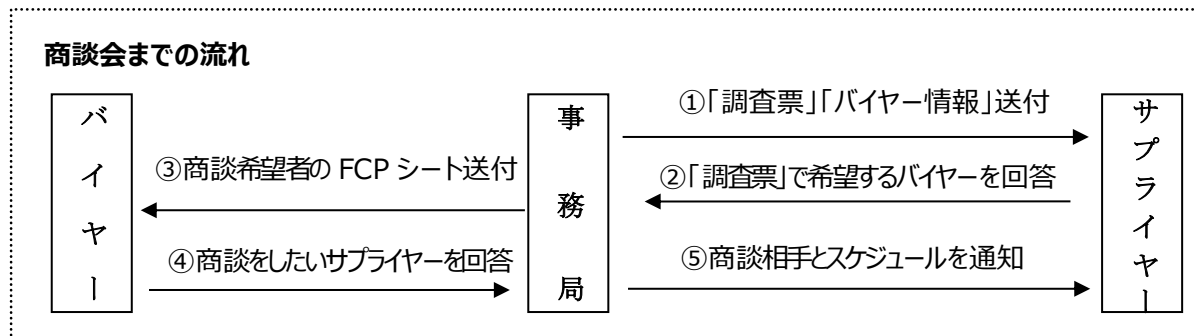 商談会までの流れ
バイヤー
事務局
サプライヤー
①「調査票」「バイヤー情報」送付
②「調査票」で希望するバイヤーを回答
③商談希望者の FCP シート送付
④商談をしたいサプライヤーを回答
⑤商談相手とスケジュールを通知